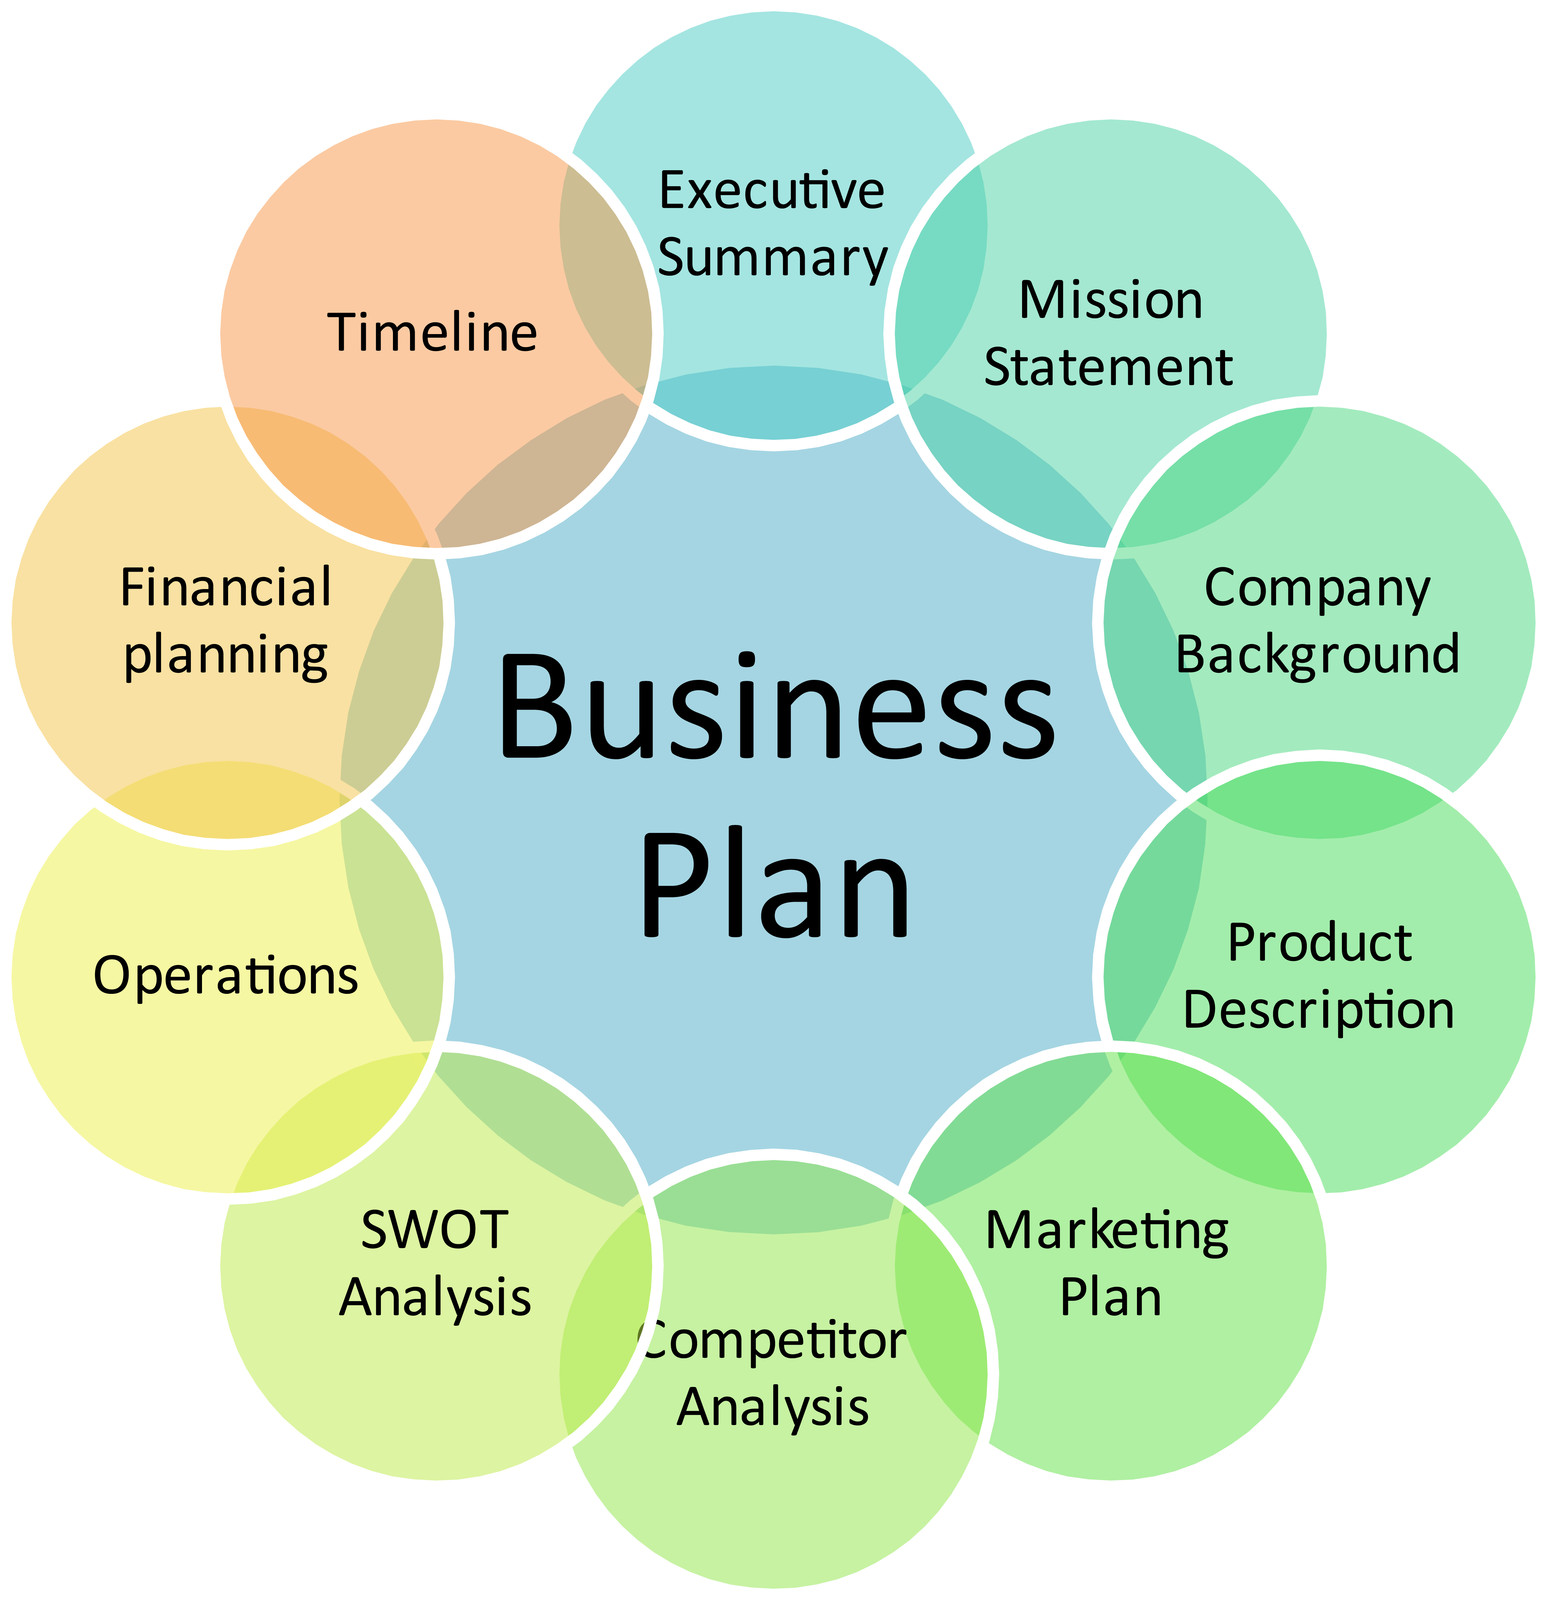 Executive
Summary
Mission
Statement
Company
Background
Product
Description
Marketing
Plan
Competitor
Analysis
SWOT
Analysis
Operations
Financial
planning
Timeline
Business
Plan